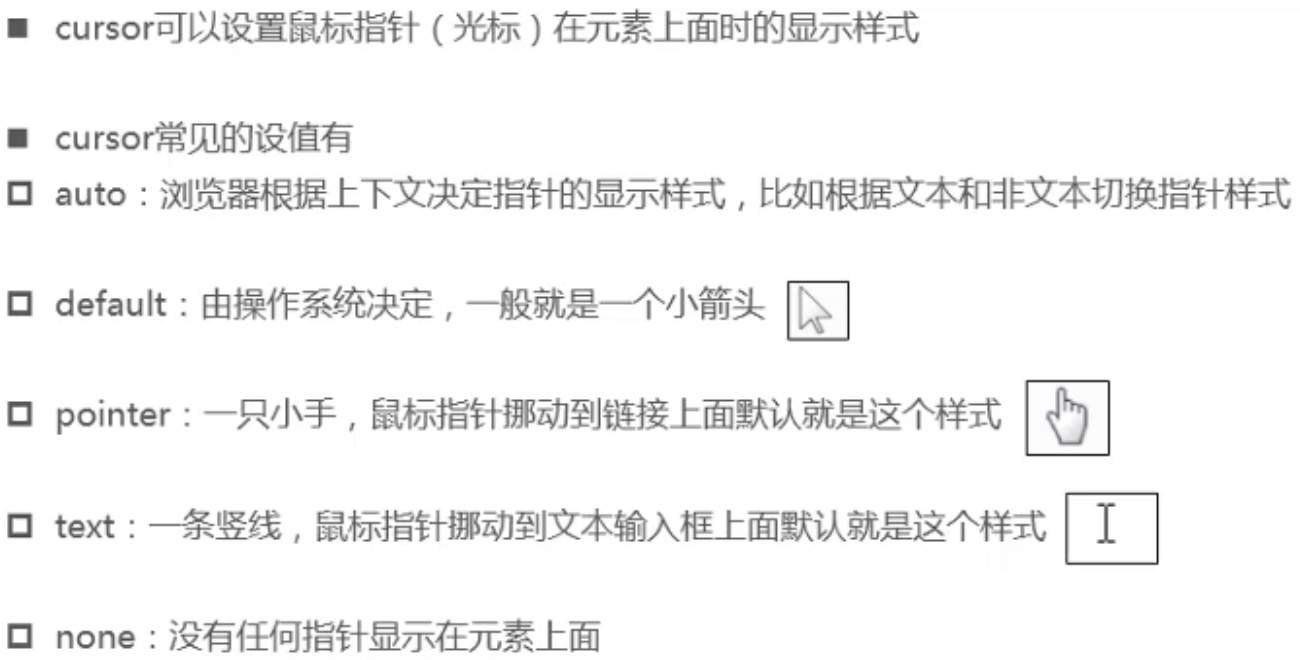 cursor可以设置鼠标指针（光标）在元素上面时的显示样式
cursor常见的设值有
auto：浏览器根据上下文决定指针的显示样式，比如根据文本和非文本切换指针样式
default：由操作系统决定，一般就是一个小箭头
pointer：一只小手，鼠标指针挪动到链接上面默认就是这个样式
text：一条竖线，鼠标指针挪动到文本输入框上面默认就是这个样式
none：没有任何指针显示在元素上面